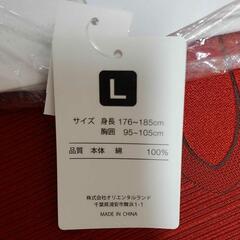 L
サイズ 身長 176~185cm
胸囲 95~105cm
品質 本体 綿 100%
株式会社オリエンタルランド
千葉県浦安市舞浜1-1
MADE IN CHINA